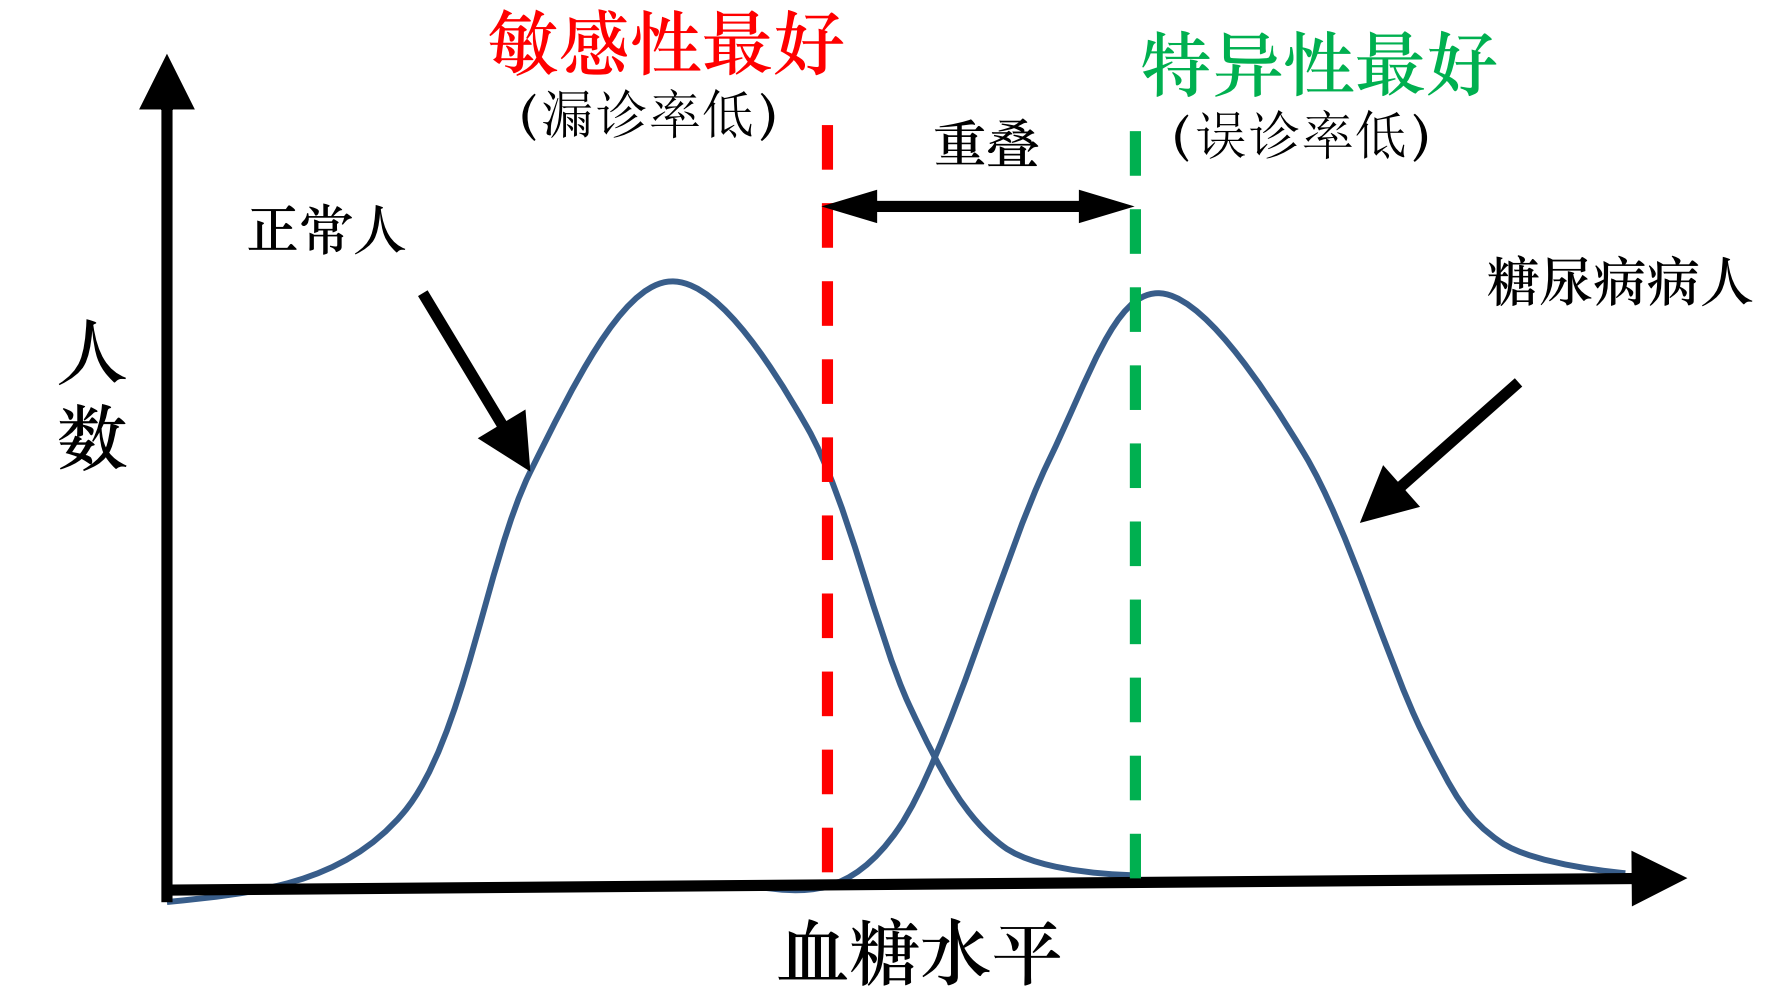 敏感性最好
(漏诊率低)
特异性最好
(误诊率低)
重叠
正常人
糖尿病病人
人
数
血糖水平